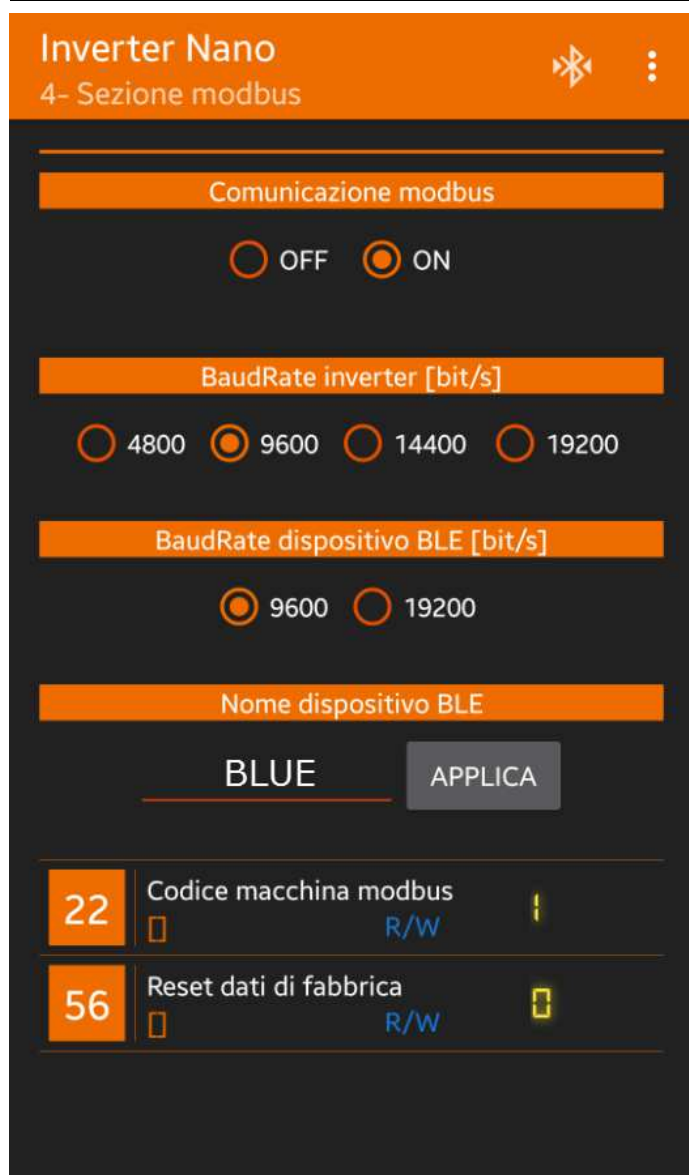 Inverter Nano
4- Sezione modbus
Comunicazione modbus
OFF ON
BaudRate inverter [bit/s]
4800 9600 14400 19200
BaudRate dispositivo BLE [bit/s]
9600 19200
Nome dispositivo BLE
BLUE APPLICA
22 Codice macchina modbus 1
[] R/W
56 Reset dati di fabbrica 0
[] R/W